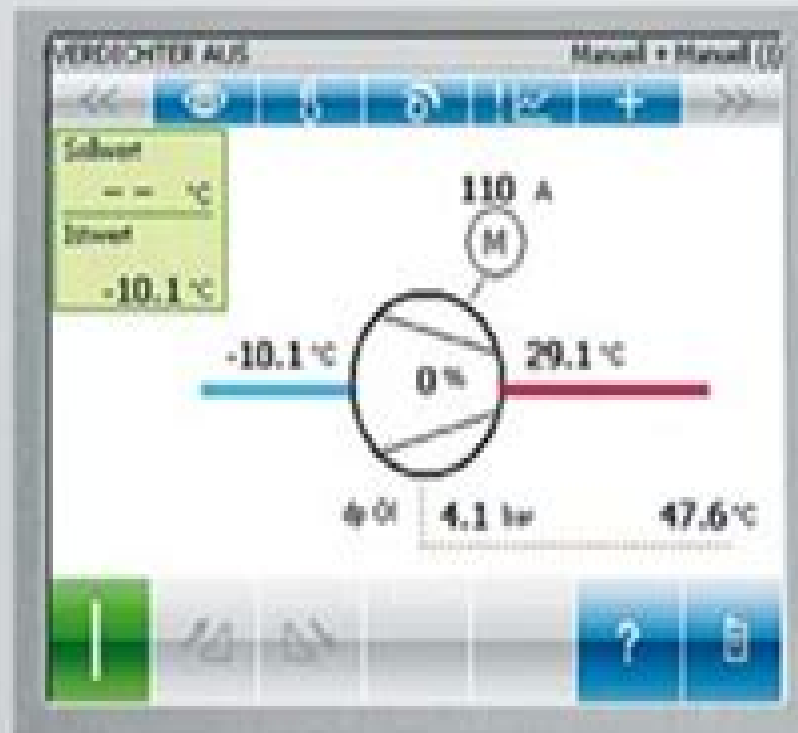 VERDICHTER AUS Manuell • Manuell (I)
<< + >>
Sollwert
-- °C
Istwert
-10.1 °C
110 A
M
-10.1 °C
0 %
29.1 °C
Öl 4.1 bar 47.6 °C
?